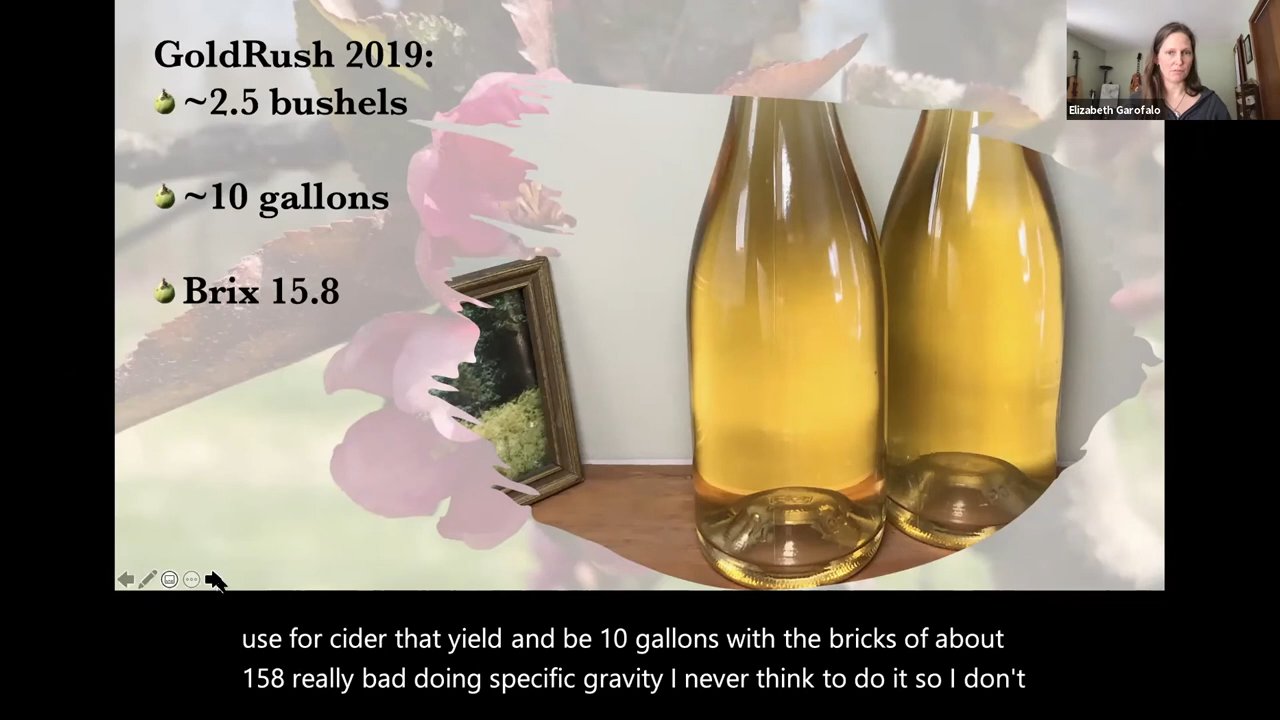 GoldRush 2019:
~2.5 bushels
~10 gallons
Brix 15.8
Elizabeth Garofalo
use for cider that yield and be 10 gallons with the bricks of about
158 really bad doing specific gravity I never think to do it so I don't